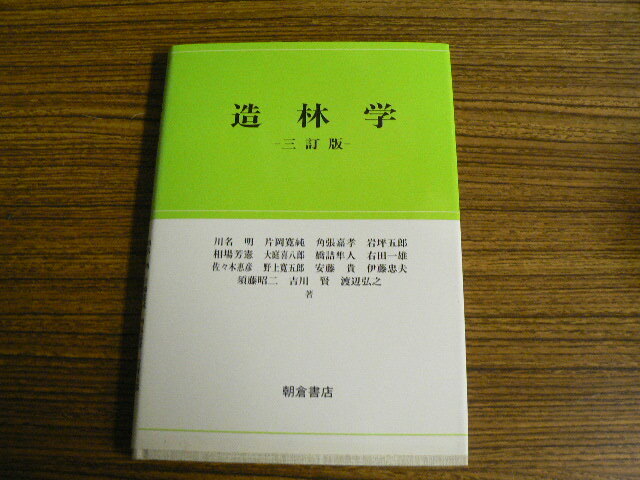 造林学
-三訂版-
川名 明 片岡寛純 角張嘉孝 岩坪五郎
相場芳憲 大庭喜八郎 橋詰隼人 右田一雄
佐々木恵彦 野上寛五郎 安藤 貴 伊藤忠夫
須藤昭二 吉川 賢 渡辺弘之
著
朝倉書店